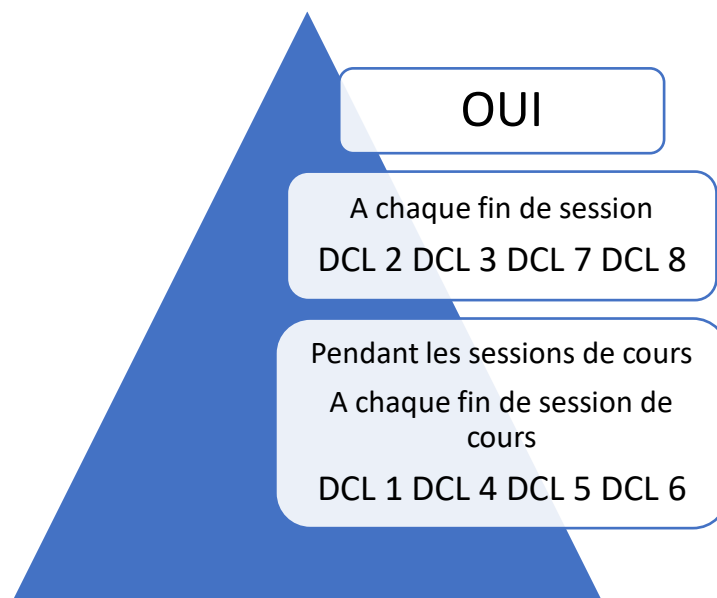 OUI
A chaque fin de session
DCL 2 DCL 3 DCL 7 DCL 8
Pendant les sessions de cours
A chaque fin de session de
cours
DCL 1 DCL 4 DCL 5 DCL 6